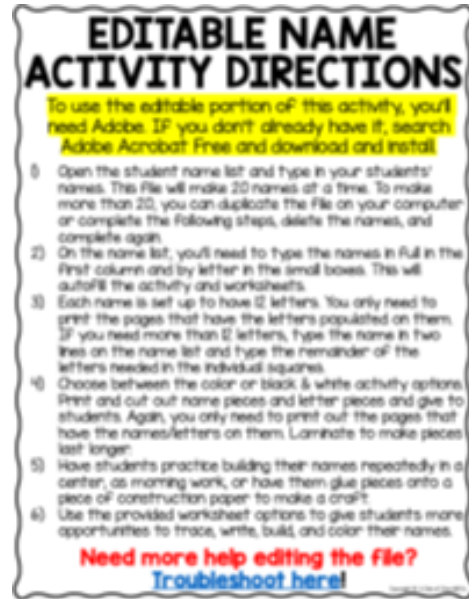 EDITABLE NAME
ACTIVITY DIRECTIONS
To use the editable portion of this activity, you'll
need Adobe. If you don't already have it, search
Adobe Acrobat Free and download and install.
1) Open the student name list and type in your students'
names. This file will make 20 names at a time. To make
more than 20, you can duplicate the file on your computer
or complete the following steps, delete the names, and
complete again.
2) On the name list, you'll need to type the names in full in the
first column and by letter in the small boxes. This will
autofill the activity and worksheets.
3) Each name is set up to have 12 letters. You only need to
print the pages that have the letters populated on them.
If you need more than 12 letters, type the name in two
lines on the name list and type the remainder of the
letters needed in the individual squares.
4) Choose between the color or black & white activity options.
Print and cut out name pieces and letter pieces and give to
students. Again, you only need to print out the pages that
have the names/letters on them. Laminate to make pieces
last longer.
5) Have students practice building their names repeatedly in a
center, as morning work, or have them glue pieces onto a
piece of construction paper to make a craft.
6) Use the provided worksheet options to give students more
opportunities to trace, write, build, and color their names.
Need more help editing the file?
Troubleshoot here!